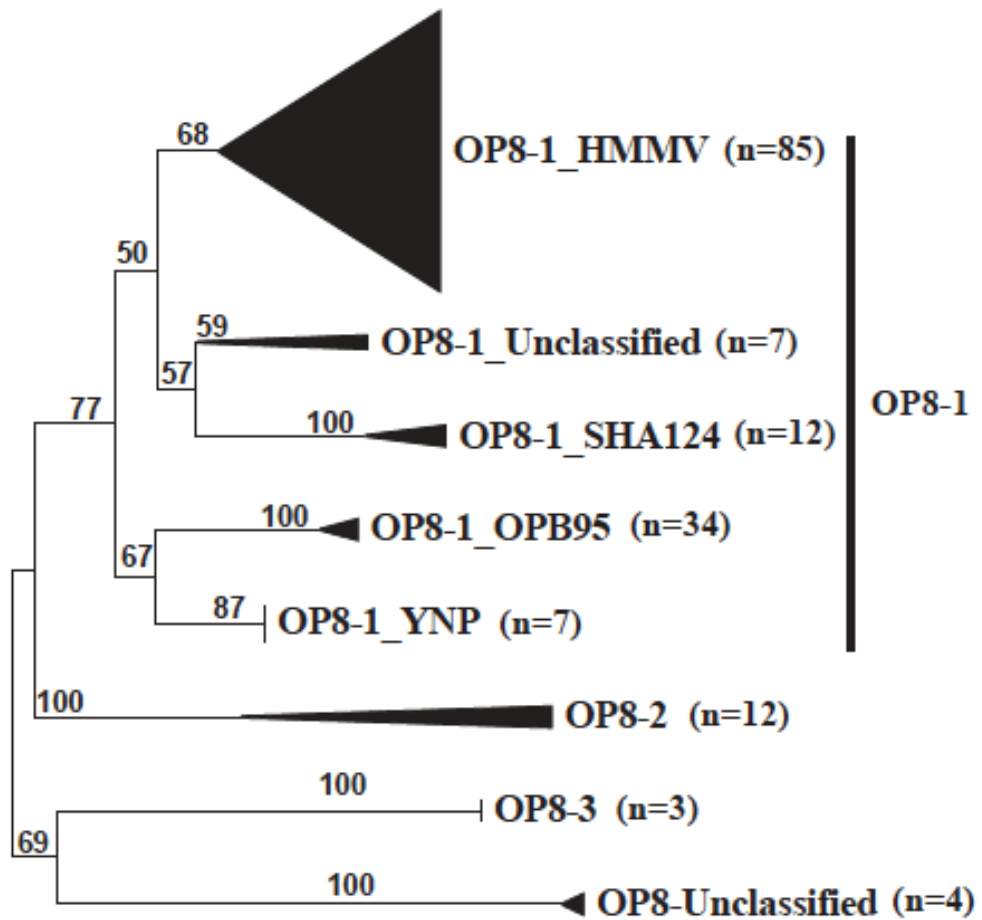 68
OP8-1_HMMV (n=85)
50
59
OP8-1_Unclassified (n=7)
57
77
OP8-1
100
OP8-1_SHA124 (n=12)
100
OP8-1_OPB95 (n=34)
67
87
OP8-1_YNP (n=7)
100
OP8-2 (n=12)
100
OP8-3 (n=3)
69
100
OP8-Unclassified (n=4)